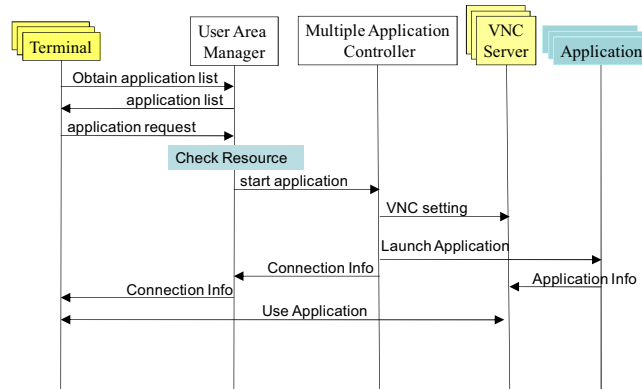 Terminal
User Area
Manager
Multiple Application
Controller
VNC
Server
Application
Obtain application list
application list
application request
Check Resource
start application
VNC setting
Launch Application
Connection Info
Application Info
Connection Info
Use Application